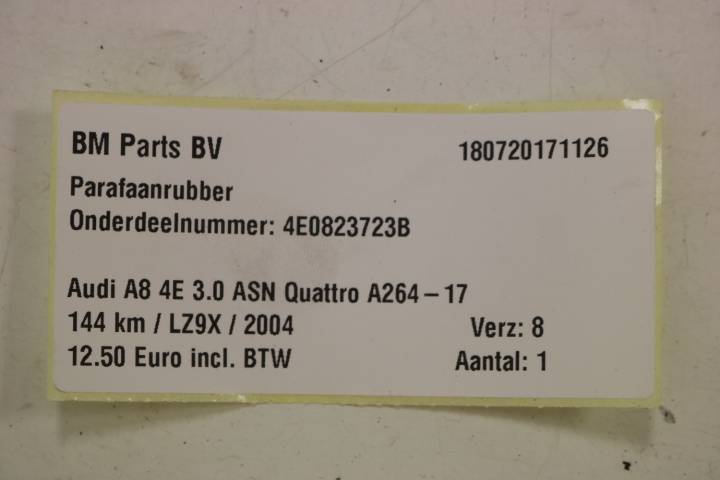 BM Parts BV 180720171126
Parafaanrubber
Onderdeelnummer: 4E0823723B
Audi A8 4E 3.0 ASN Quattro A264-17
144 km / LZ9X / 2004 Verz: 8
12.50 Euro incl. BTW Aantal: 1